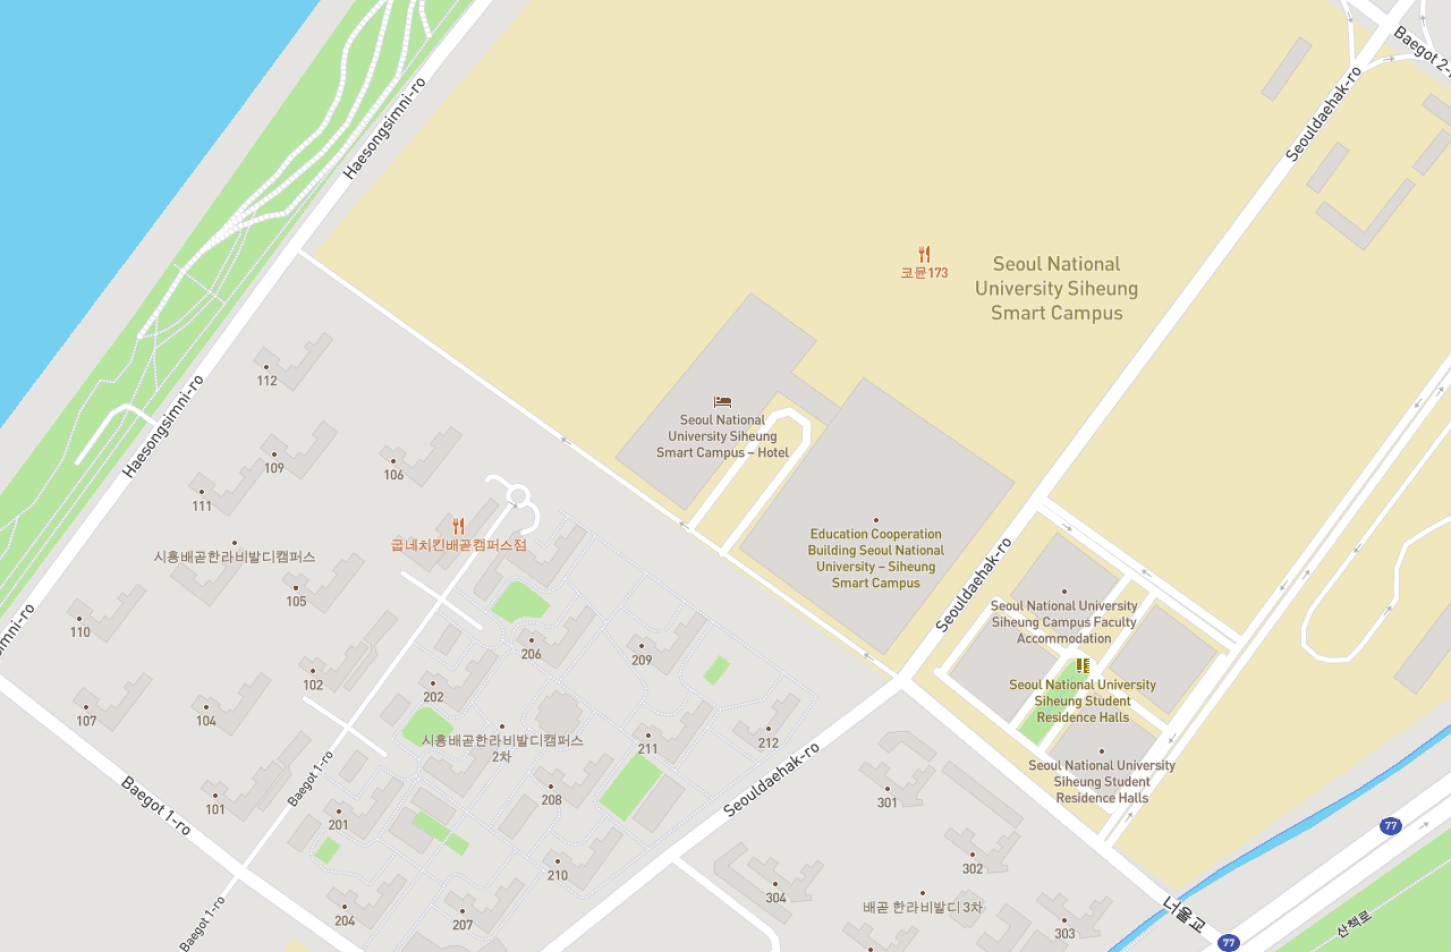 Baegot 2-
Haesongsimni-ro
Seouldaehak-ro
코뮨173
Seoul National
University Siheung
Smart Campus
112
Haesongsimni-ro
Seoul National
University Siheung
Smart Campus – Hotel
109
106
111
굽네치킨배곧캠퍼스점
시흥배곧한라비발디캠퍼스
Education Cooperation
Building Seoul National
University – Siheung
Smart Campus
Seouldaehak-ro
105
Seoul National University
Siheung Campus Faculty
Accommodation
110
imni-ro
206
209
102
202
Seoul National University
Siheung Student
Residence Halls
107
104
시흥배곧한라비발디캠퍼스
2차
211
212
Seoul National University
Siheung Student
Residence Halls
Baegot 1-ro
Seouldaehak-ro
Baegot 1-ro
101
208
301
201
77
302
210
304
배곧 한라비발디 3차
204
207
303
너울교
산책로
Baegot 1-ro
77